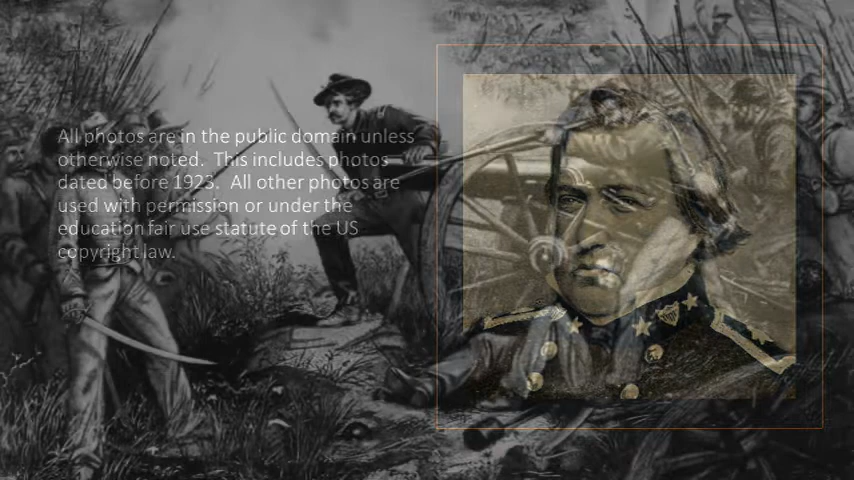 All photos are in the public domain unless
otherwise noted.  This includes photos
dated before 1923.  All other photos are
used with permission or under the
education fair use statute of the US
copyright law.